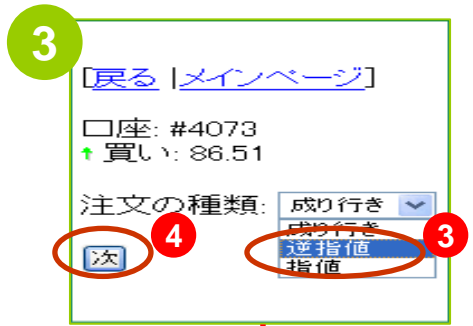 3
[戻る |メインページ]
口座: #4073
買い: 86.51
注文の種類: 成り行き
成り行き
逆指値
指値
3
4
次